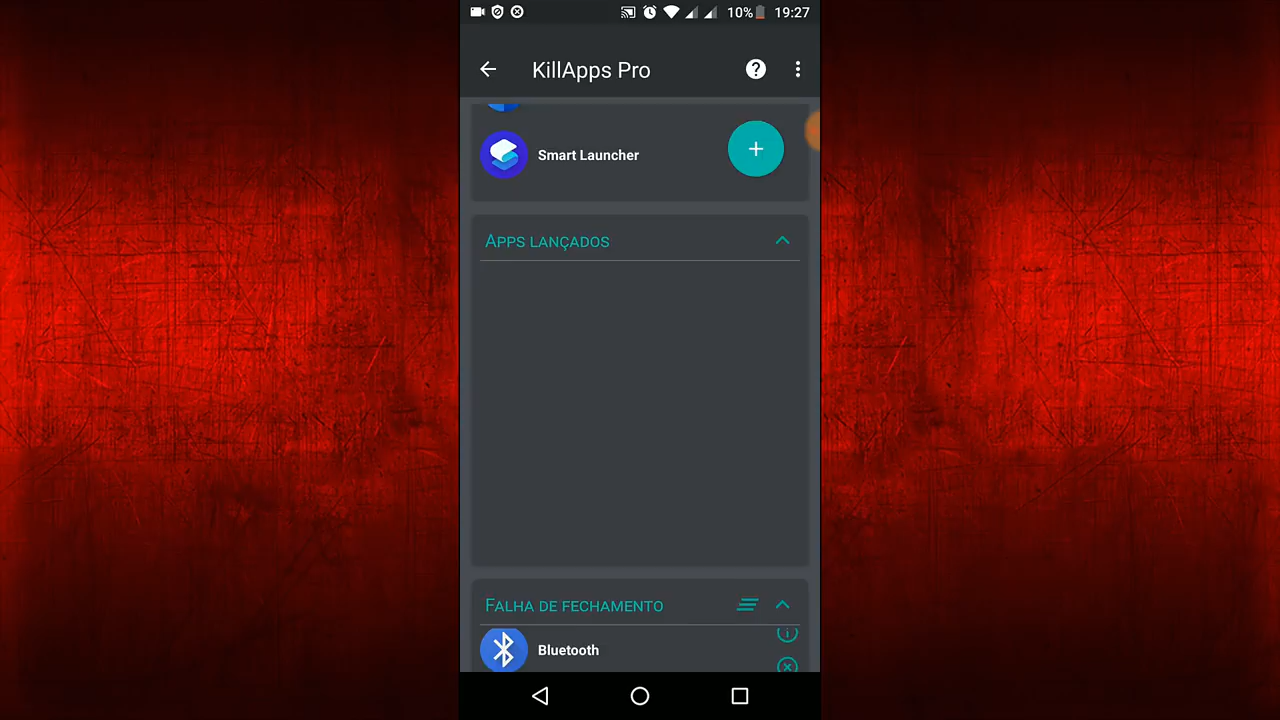 10% 19:27
KillApps Pro
Smart Launcher
Apps lançados
Falha de fechamento
Bluetooth